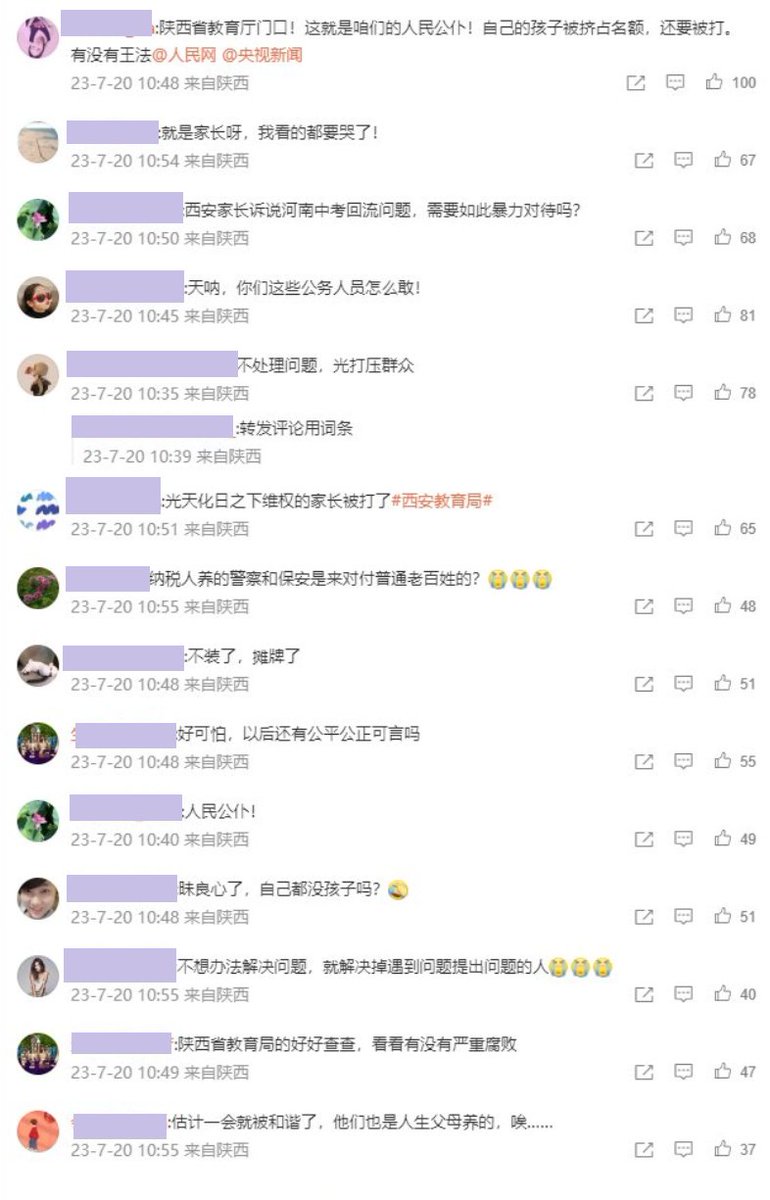 :陕西省教育厅门口！这就是咱们的人民公仆！自己的孩子被挤占名额，还要被打。
有没有王法@人民网 @央视新闻
23-7-20 10:48 来自陕西
100
:就是家长呀，我看的都要哭了！
23-7-20 10:54 来自陕西
67
:西安家长诉说河南中考回流问题，需要如此暴力对待吗？
23-7-20 10:50 来自陕西
68
:天呐，你们这些公务人员怎么敢！
23-7-20 10:45 来自陕西
81
不处理问题，光打压群众
23-7-20 10:35 来自陕西
78
:转发评论用词条
23-7-20 10:39 来自陕西
:光天化日之下维权的家长被打了#西安教育局#
23-7-20 10:51 来自陕西
65
纳税人养的警察和保安是来对付普通老百姓的？😭😭😭
23-7-20 10:55 来自陕西
48
:不装了，摊牌了
23-7-20 10:48 来自陕西
51
:好可怕，以后还有公平公正可言吗
23-7-20 10:48 来自陕西
55
:人民公仆！
23-7-20 10:40 来自陕西
49
昧良心了，自己都没孩子吗？🤣
23-7-20 10:48 来自陕西
51
不想办法解决问题，就解决掉遇到问题提出问题的人😭😭😭
23-7-20 10:55 来自陕西
40
:陕西省教育局的好好查查，看看有没有严重腐败
23-7-20 10:49 来自陕西
47
:估计一会就被和谐了，他们也是人生父母养的，唉......
23-7-20 10:55 来自陕西
37